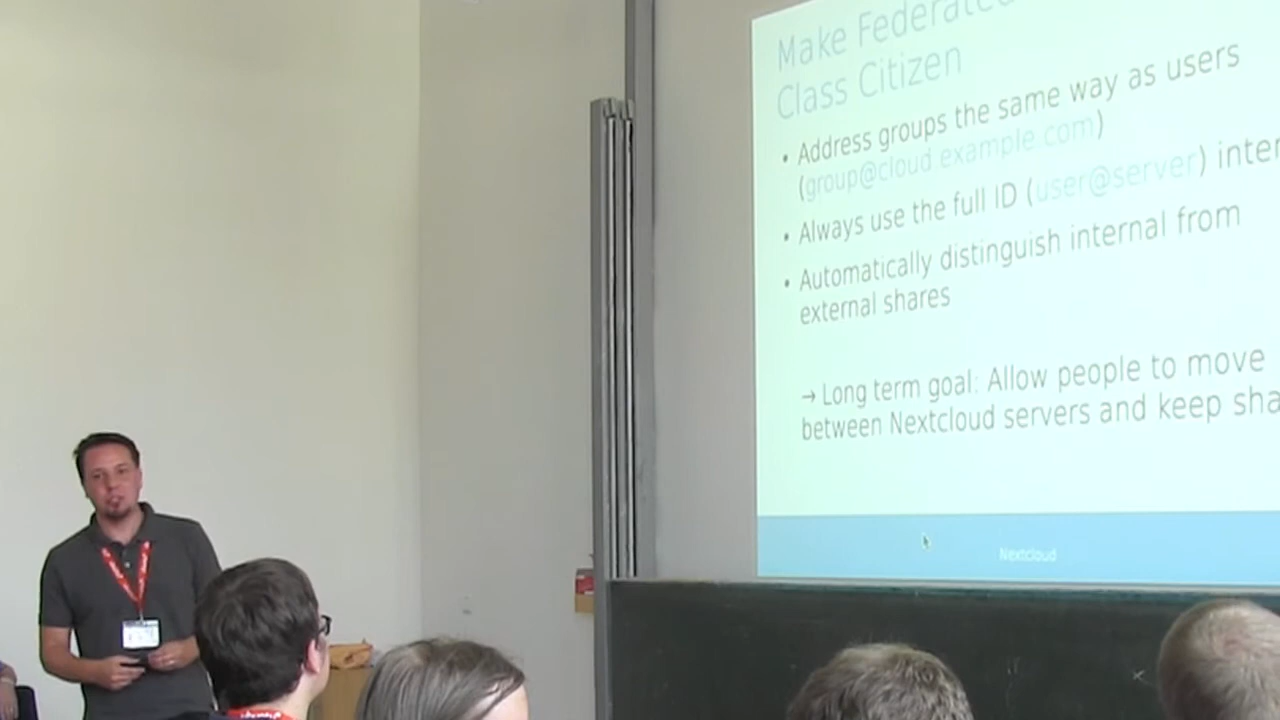 Make Federated
Class Citizen
• Address groups the same way as users
(group@cloud.example.com)
• Always use the full ID (user@server)
• Automatically distinguish internal from
external shares
→ Long term goal: Allow people to move
between Nextcloud servers and keep
Nextcloud